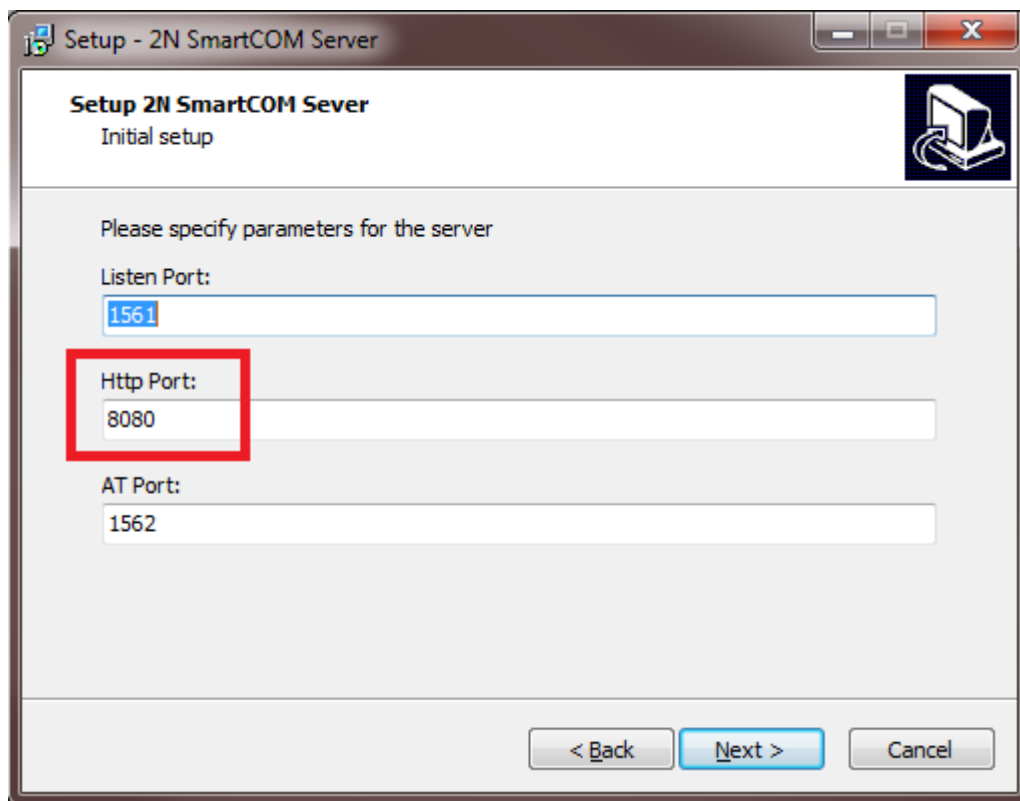 Setup - 2N SmartCOM Server
Setup 2N SmartCOM Sever
Initial setup
Please specify parameters for the server
Listen Port:
1561
Http Port:
8080
AT Port:
1562
< Back Next > Cancel